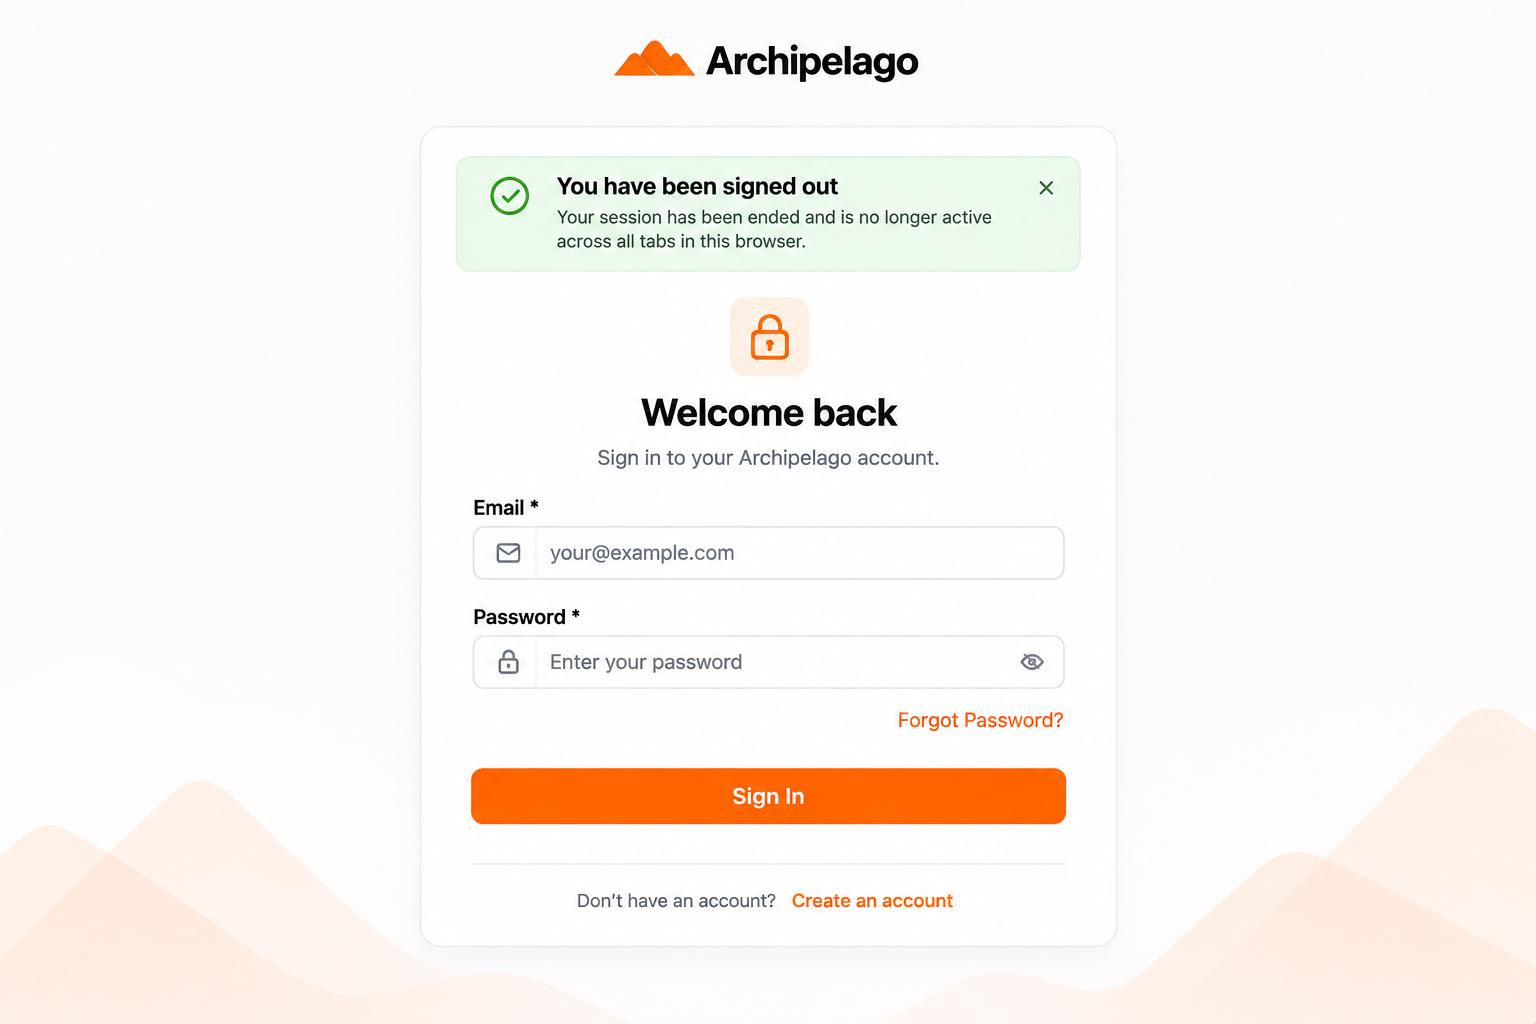 Archipelago
You have been signed out
Your session has been ended and is no longer active
across all tabs in this browser.
Welcome back
Sign in to your Archipelago account.
Email *
your@example.com
Password *
Enter your password
Forgot Password?
Sign In
Don’t have an account? Create an account